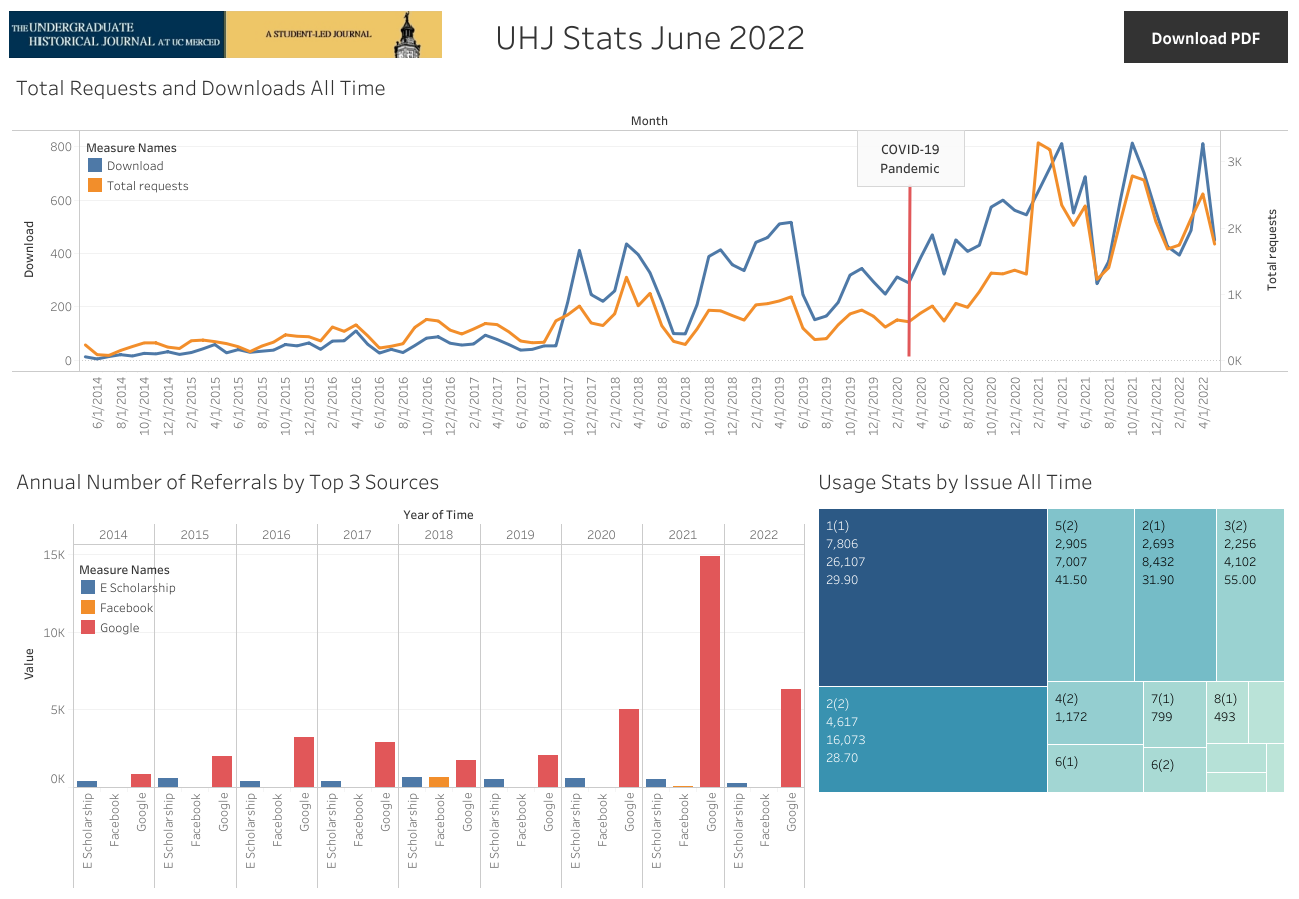 THE UNDERGRADUATE
HISTORICAL JOURNAL AT UC MERCED
A STUDENT-LED JOURNAL
UHJ Stats June 2022
Download PDF
Total Requests and Downloads All Time
Month
Measure Names
Download
Total requests
COVID-19
Pandemic
Download
800
600
400
200
0
3K
2K
1K
0K
Total requests
6/1/2014
8/1/2014
10/1/2014
12/1/2014
2/1/2015
4/1/2015
6/1/2015
8/1/2015
10/1/2015
12/1/2015
2/1/2016
4/1/2016
6/1/2016
8/1/2016
10/1/2016
12/1/2016
2/1/2017
4/1/2017
6/1/2017
8/1/2017
10/1/2017
12/1/2017
2/1/2018
4/1/2018
6/1/2018
8/1/2018
10/1/2018
12/1/2018
2/1/2019
4/1/2019
6/1/2019
8/1/2019
10/1/2019
12/1/2019
2/1/2020
4/1/2020
6/1/2020
8/1/2020
10/1/2020
12/1/2020
2/1/2021
4/1/2021
6/1/2021
8/1/2021
10/1/2021
12/1/2021
2/1/2022
4/1/2022
Annual Number of Referrals by Top 3 Sources
Year of Time
2014 2015 2016 2017 2018 2019 2020 2021 2022
Measure Names
E Scholarship
Facebook
Google
Value
15K
10K
5K
0K
E Scholarship
Facebook
Google
E Scholarship
Facebook
Google
E Scholarship
Facebook
Google
E Scholarship
Facebook
Google
E Scholarship
Facebook
Google
E Scholarship
Facebook
Google
E Scholarship
Facebook
Google
E Scholarship
Facebook
Google
E Scholarship
Facebook
Google
Usage Stats by Issue All Time
1(1)
7,806
26,107
29.90
2(2)
4,617
16,073
28.70
5(2)
2,905
7,007
41.50
2(1)
2,693
8,432
31.90
3(2)
2,256
4,102
55.00
4(2)
1,172
6(1)
7(1)
799
6(2)
8(1)
493